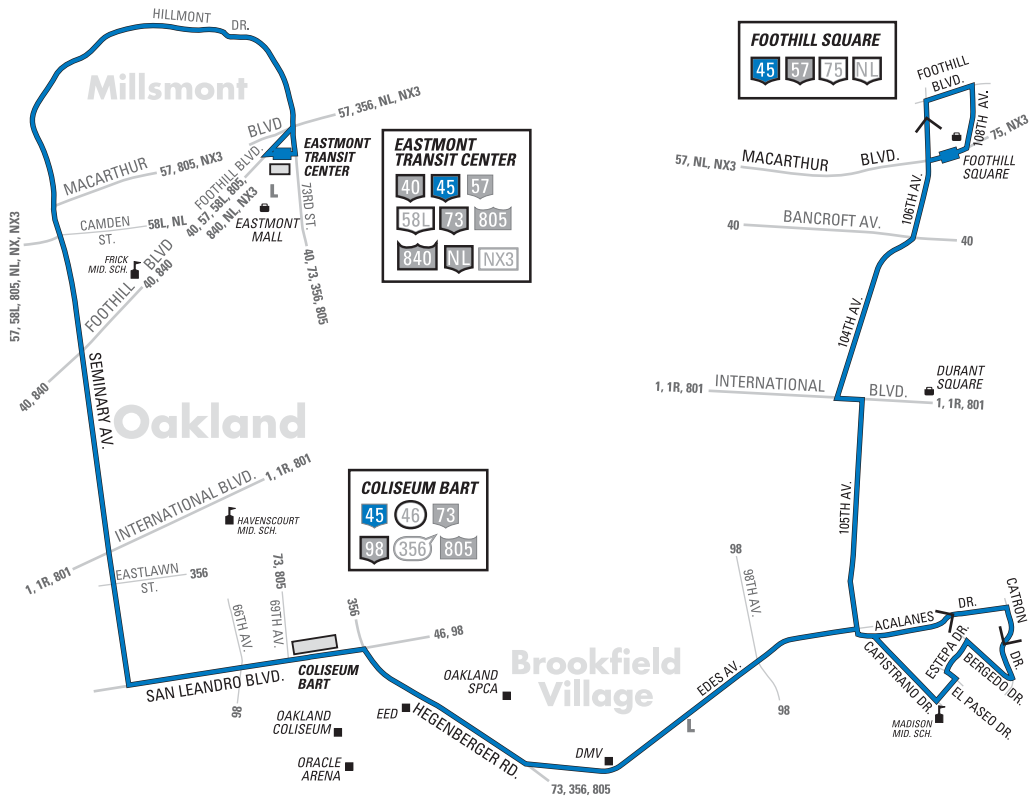 HILLMONT
DR.
Millsmont
57, 356, NL, NX3
BLVD
EASTMONT
TRANSIT
CENTER
MACARTHUR
57, 805, NX3
FOOTHILL BLVD.
40, 57, 58L, 805,
840, NL, NX3
L
73RD ST.
EASTMONT
MALL
CAMDEN
ST.
58L, NL
57, 58L, 805, NL, NX, NX3
FRICK
MID. SCH.
FOOTHILL BLVD
40, 840
40, 73, 356, 805
40, 840
SEMINARY AV.
Oakland
EASTMONT
TRANSIT CENTER
40
45
57
58L
73
805
840
NL
NX3
FOOTHILL SQUARE
45
57
75
NL
FOOTHILL
BLVD.
108TH AV.
75, NX3
57, NL, NX3
MACARTHUR
BLVD.
FOOTHILL
SQUARE
106TH AV.
40
BANCROFT AV.
40
104TH AV.
DURANT
SQUARE
1, 1R, 801
INTERNATIONAL
BLVD.
1, 1R, 801
105TH AV.
INTERNATIONAL BLVD.
1, 1R, 801
HAVENSCOURT
MID. SCH.
1, 1R, 801
EASTLAWN
ST.
356
COLISEUM BART
45
46
73
98
356
805
73, 805
66TH AV.
69TH AV.
356
46, 98
SAN LEANDRO BLVD.
COLISEUM
BART
98
OAKLAND
COLISEUM
ORACLE
ARENA
EED
HEGENBERGER RD.
OAKLAND
SPCA
Brookfield
Village
DMV
73, 356, 805
L
EDES AV.
98
98TH AV.
98
ACALANES
DR.
CATRON
DR.
CAPISTRANO DR.
ESTEPA DR.
BERGEDO DR.
EL PASEO DR.
MADISON
MID. SCH.